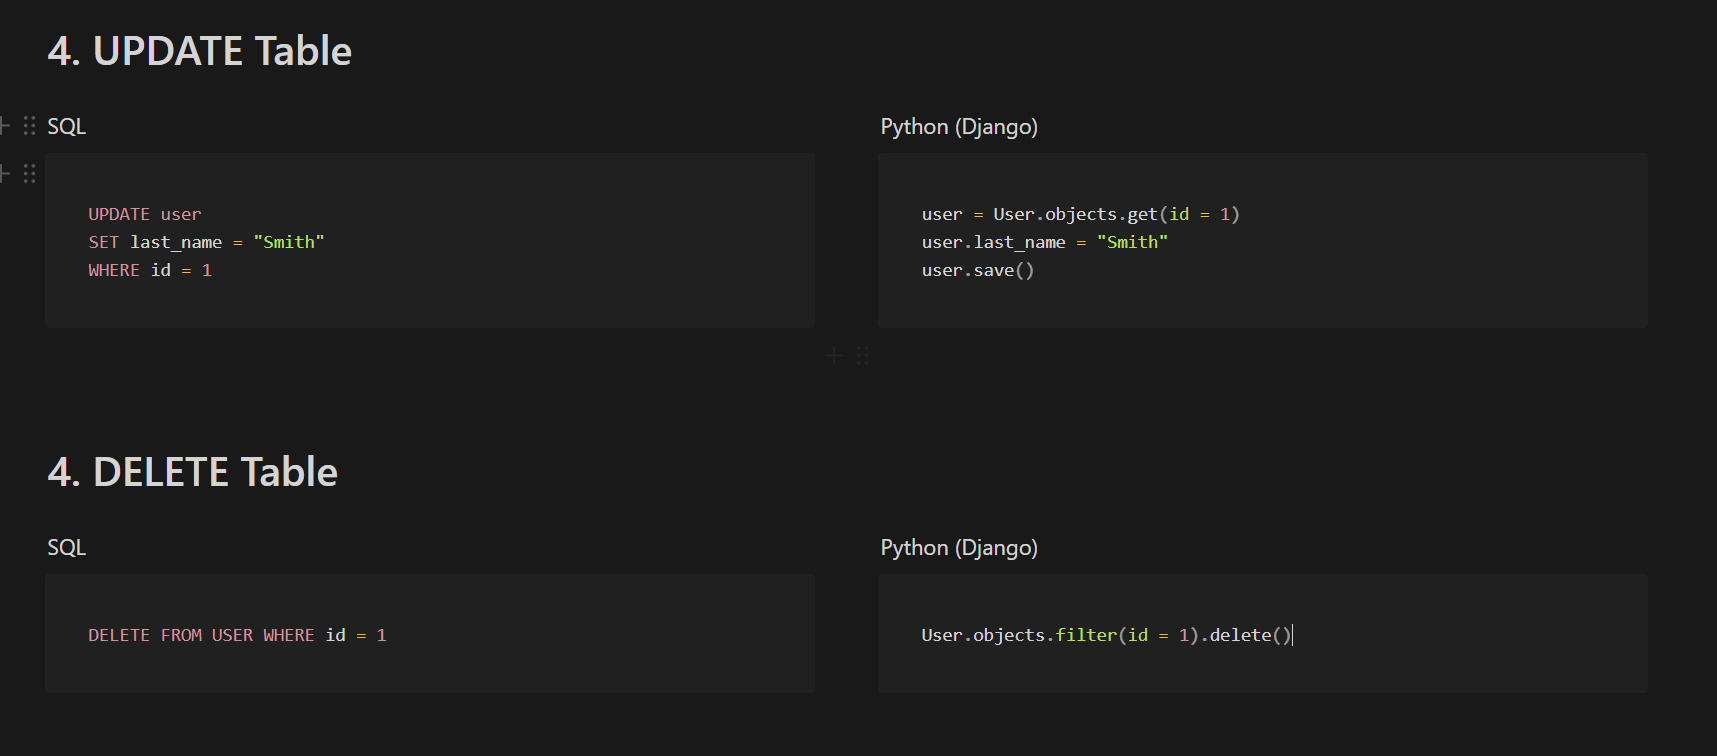 4. UPDATE Table
SQL
UPDATE user
SET last_name = "Smith"
WHERE id = 1
Python (Django)
user = User.objects.get(id = 1)
user.last_name = "Smith"
user.save()
4. DELETE Table
SQL
DELETE FROM USER WHERE id = 1
Python (Django)
User.objects.filter(id = 1).delete()